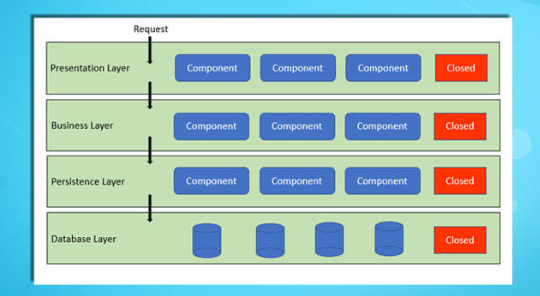 Request
Presentation Layer Component Component Component Closed
Business Layer Component Component Component Closed
Persistence Layer Component Component Component Closed
Database Layer Closed